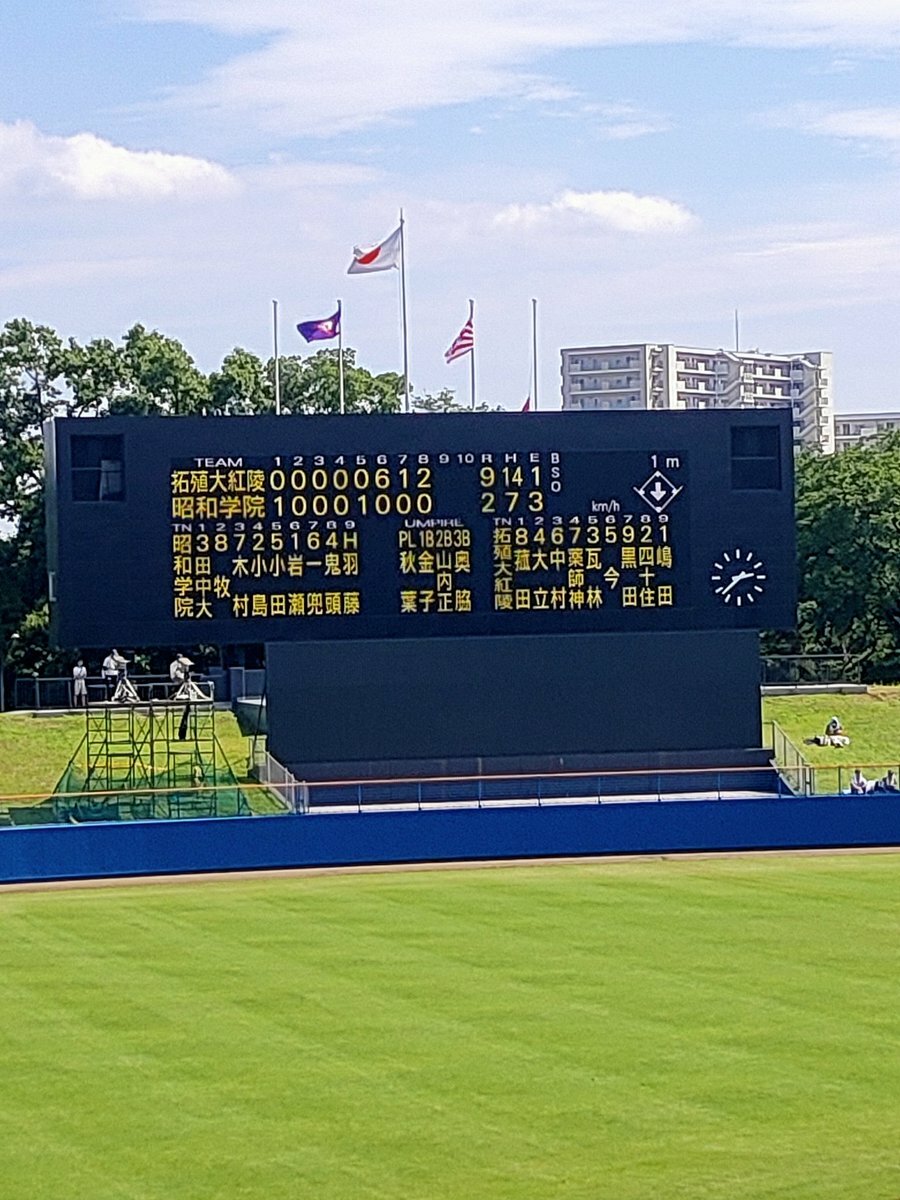 TEAM 1 2 3 4 5 6 7 8 9 10 R H E B
拓殖大紅陵 0 0 0 0 0 6 1 2 9 14 1 S
昭和学院 1 0 0 0 1 0 0 0 2 7 3 O
1 m
km/h
TN 1 2 3 4 5 6 7 8 9
昭和学院 3 8 7 2 5 1 6 4 H
田中大 牧 木村 小島 小田 岩瀬 一兜 鬼頭 羽藤
UMPIRE
PL 1B 2B 3B
秋葉 金子 山内正 奥脇
TN 1 2 3 4 5 6 7 8 9
拓殖大紅陵 8 4 6 7 3 5 9 2 1
菰田 大立 中村 薬師神 瓦林 今 黒田 四十住 嶋田